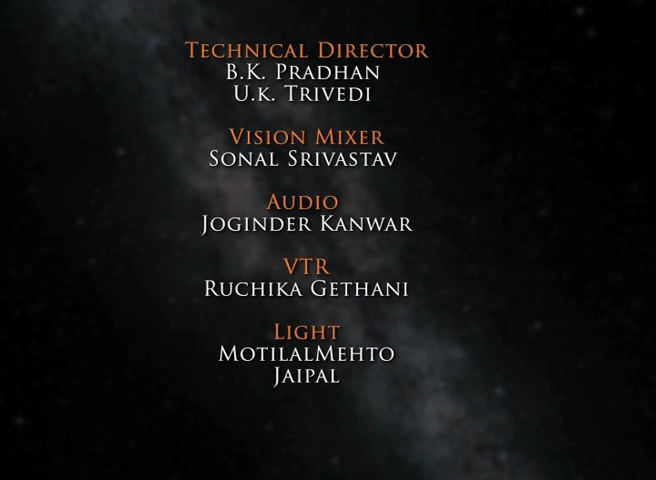 Technical Director
B.K. Pradhan
U.k. Trivedi
Vision Mixer
Sonal Srivastav
Audio
Joginder Kanwar
VTR
Ruchika Gethani
Light
MotilalMehto
Jaipal